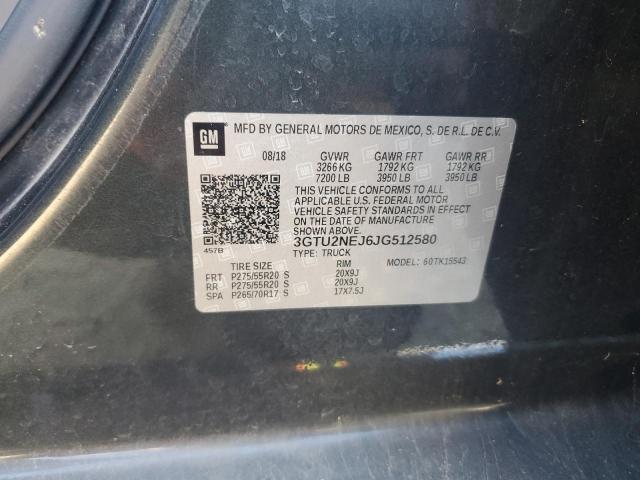 GM MFD BY GENERAL MOTORS DE MEXICO, S. DE R.L. DE C.V.
08/18 GVWR GAWR FRT GAWR RR
3266 KG 1792 KG 1792 KG
7200 LB 3950 LB 3950 LB
THIS VEHICLE CONFORMS TO ALL
APPLICABLE U.S. FEDERAL MOTOR
VEHICLE SAFETY STANDARDS IN EFFECT
ON THE DATE OF MANUFACTURE
SHOWN ABOVE.
457B 3GTU2NEJ6JG512580
TYPE: TRUCK MODEL: 60TK15543
TIRE SIZE RIM
FRT P275/55R20 S 20X9J
RR P275/55R20 S 20X9J
SPA P265/70R17 S 17X7.5J